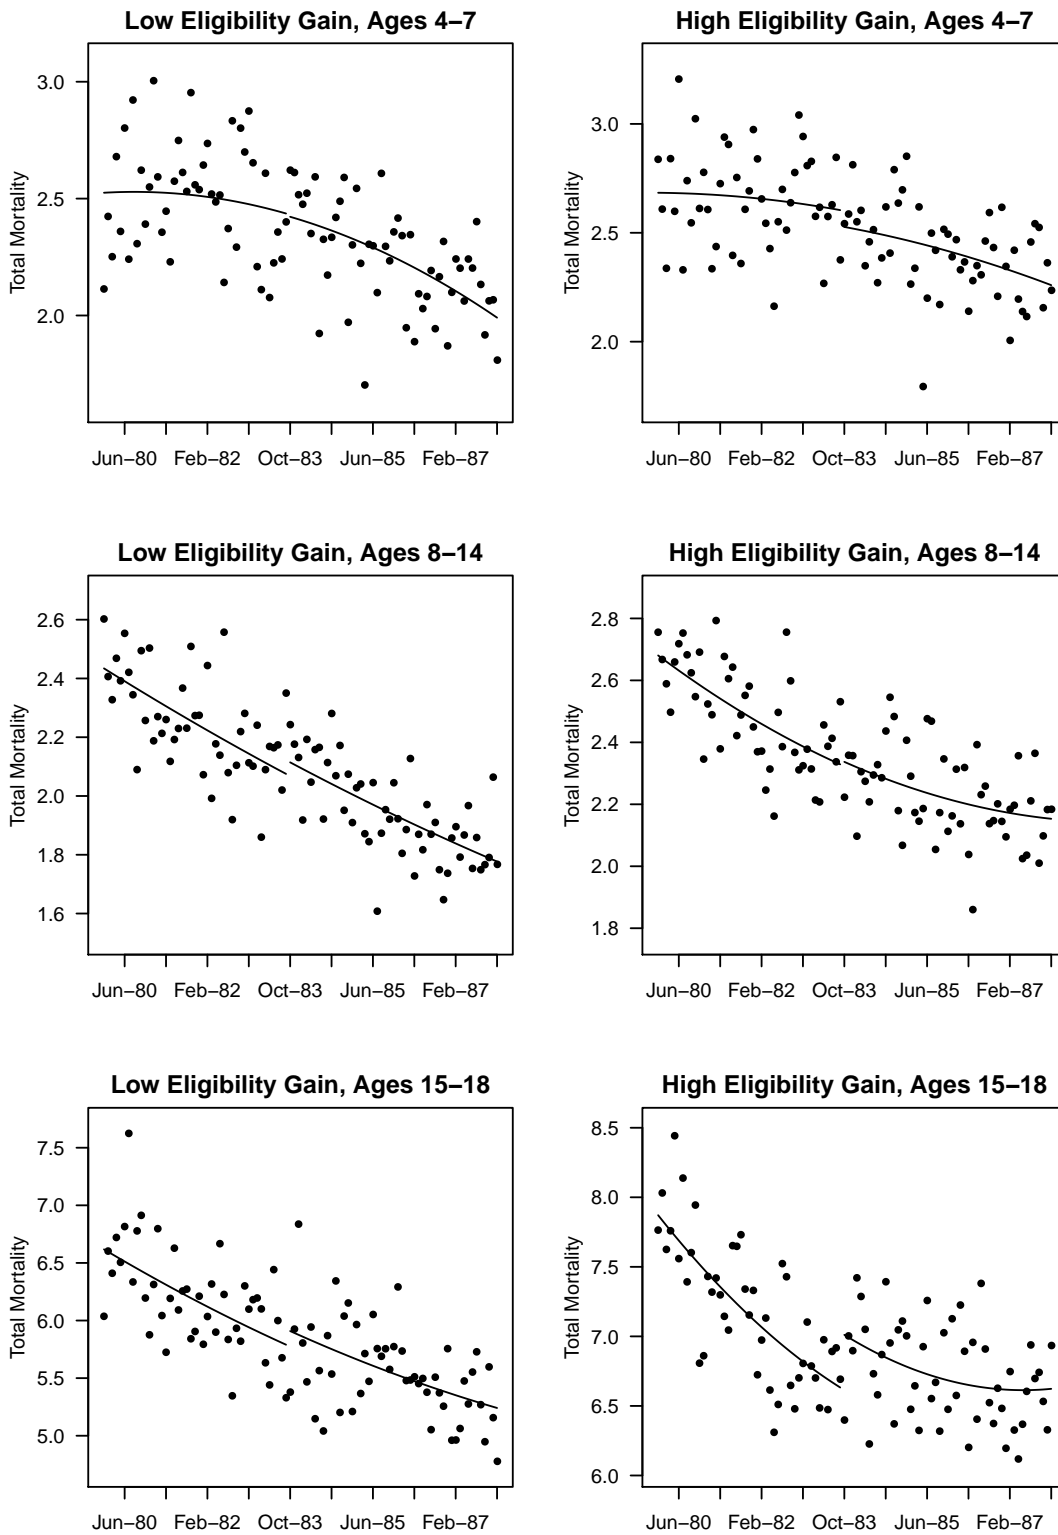 Low Eligibility Gain, Ages 4–7
Total Mortality
3.0
2.5
2.0
Jun–80 Feb–82 Oct–83 Jun–85 Feb–87
High Eligibility Gain, Ages 4–7
Total Mortality
3.0
2.5
2.0
Jun–80 Feb–82 Oct–83 Jun–85 Feb–87
Low Eligibility Gain, Ages 8–14
Total Mortality
2.6
2.4
2.2
2.0
1.8
1.6
Jun–80 Feb–82 Oct–83 Jun–85 Feb–87
High Eligibility Gain, Ages 8–14
Total Mortality
2.8
2.6
2.4
2.2
2.0
1.8
Jun–80 Feb–82 Oct–83 Jun–85 Feb–87
Low Eligibility Gain, Ages 15–18
Total Mortality
7.5
7.0
6.5
6.0
5.5
5.0
Jun–80 Feb–82 Oct–83 Jun–85 Feb–87
High Eligibility Gain, Ages 15–18
Total Mortality
8.5
8.0
7.5
7.0
6.5
6.0
Jun–80 Feb–82 Oct–83 Jun–85 Feb–87